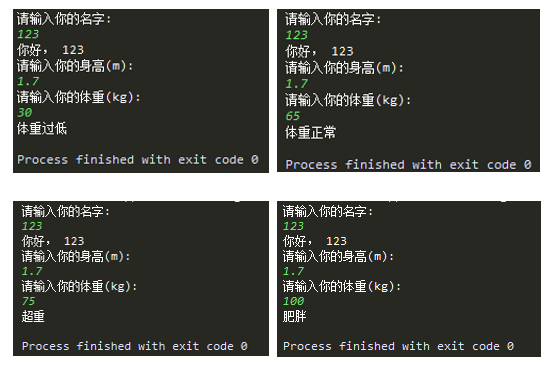 请输入你的名字:
123
你好， 123
请输入你的身高(m):
1.7
请输入你的体重(kg):
30
体重过低
Process finished with exit code 0
请输入你的名字:
123
你好， 123
请输入你的身高(m):
1.7
请输入你的体重(kg):
65
体重正常
Process finished with exit code 0
请输入你的名字:
123
你好， 123
请输入你的身高(m):
1.7
请输入你的体重(kg):
75
超重
Process finished with exit code 0
请输入你的名字:
123
你好， 123
请输入你的身高(m):
1.7
请输入你的体重(kg):
100
肥胖
Process finished with exit code 0